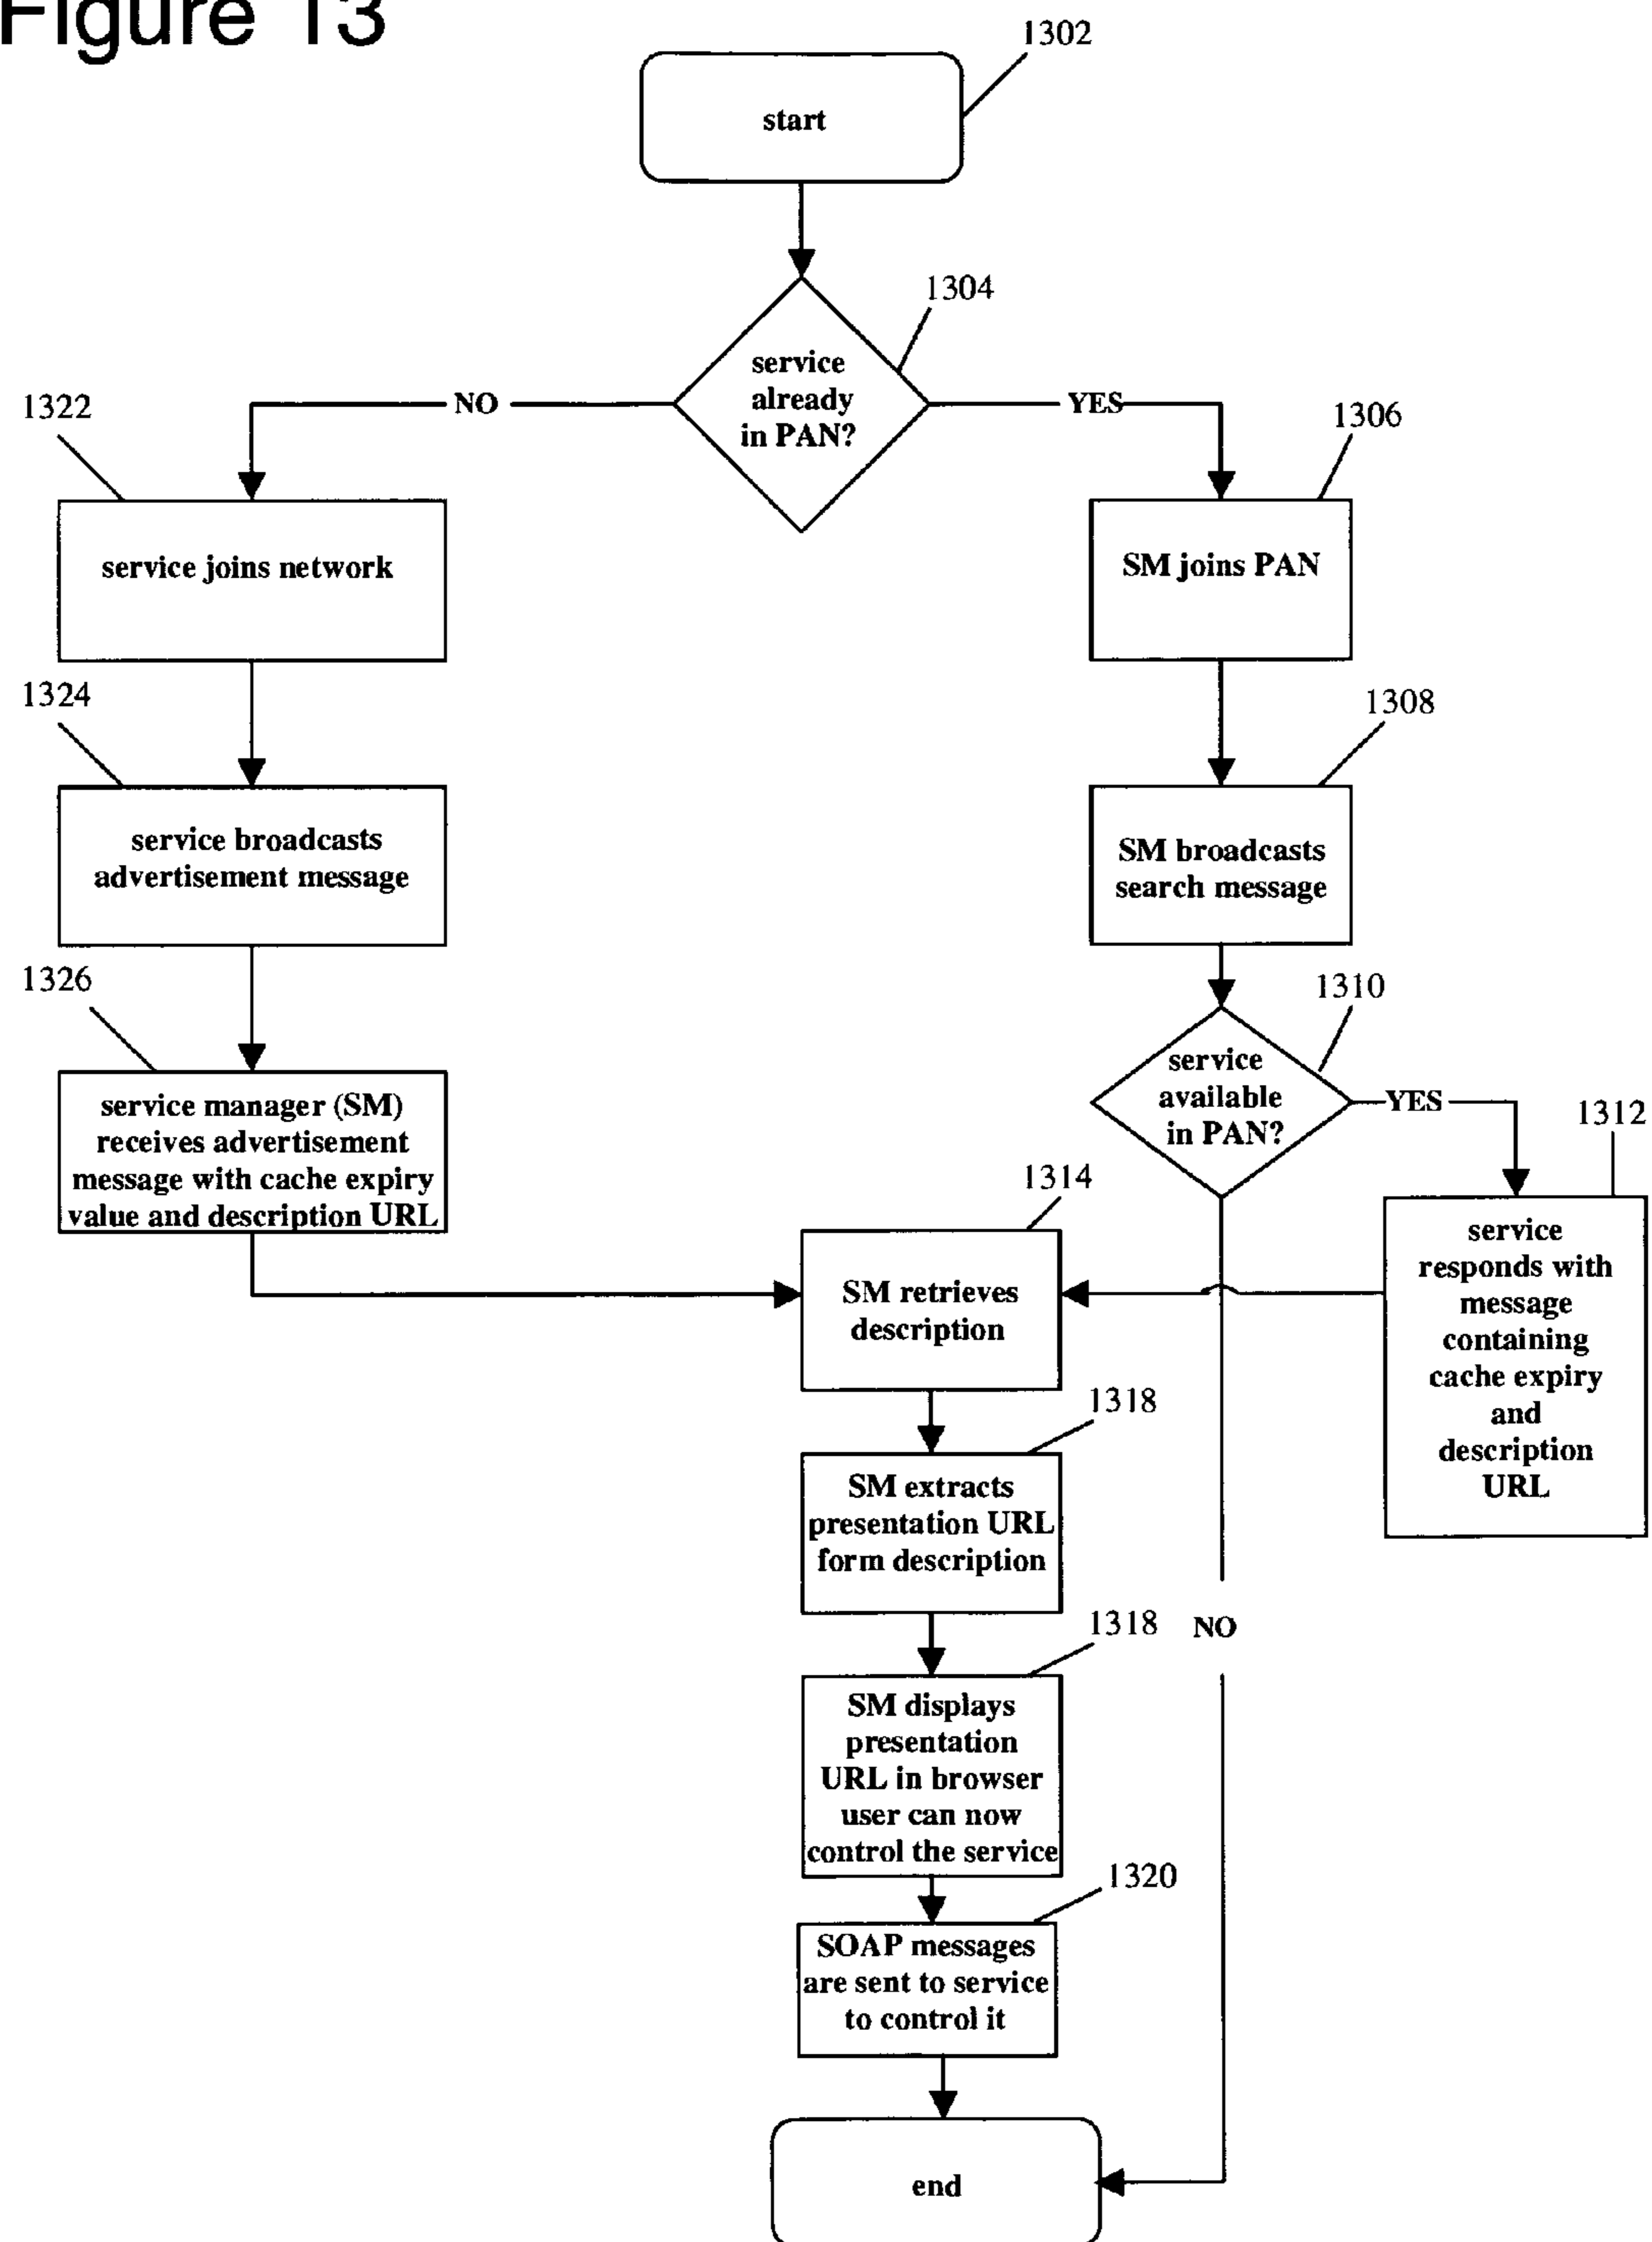 Figure 13
1302
start
1304
service
already
in PAN?
NO
YES
1322
service joins network
1306
SM joins PAN
1324
service broadcasts
advertisement message
1308
SM broadcasts
search message
1326
service manager (SM)
receives advertisement
message with cache expiry
value and description URL
1310
service
available
in PAN?
YES
1312
service
responds with
message
containing
cache expiry
and
description
URL
1314
SM retrieves
description
1318
SM extracts
presentation URL
form description
1318
NO
SM displays
presentation
URL in browser
user can now
control the service
1320
SOAP messages
are sent to service
to control it
end